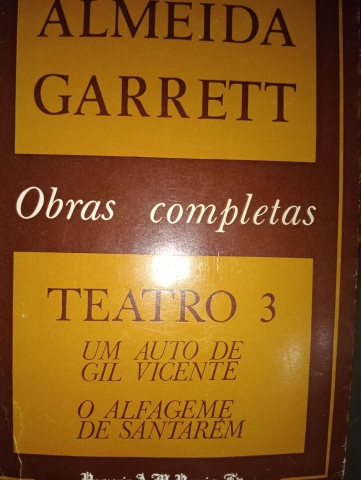 ALMEIDA
GARRETT
Obras completas
TEATRO 3
UM AUTO DE
GIL VICENTE
O ALFAGEME
DE SANTARÉM